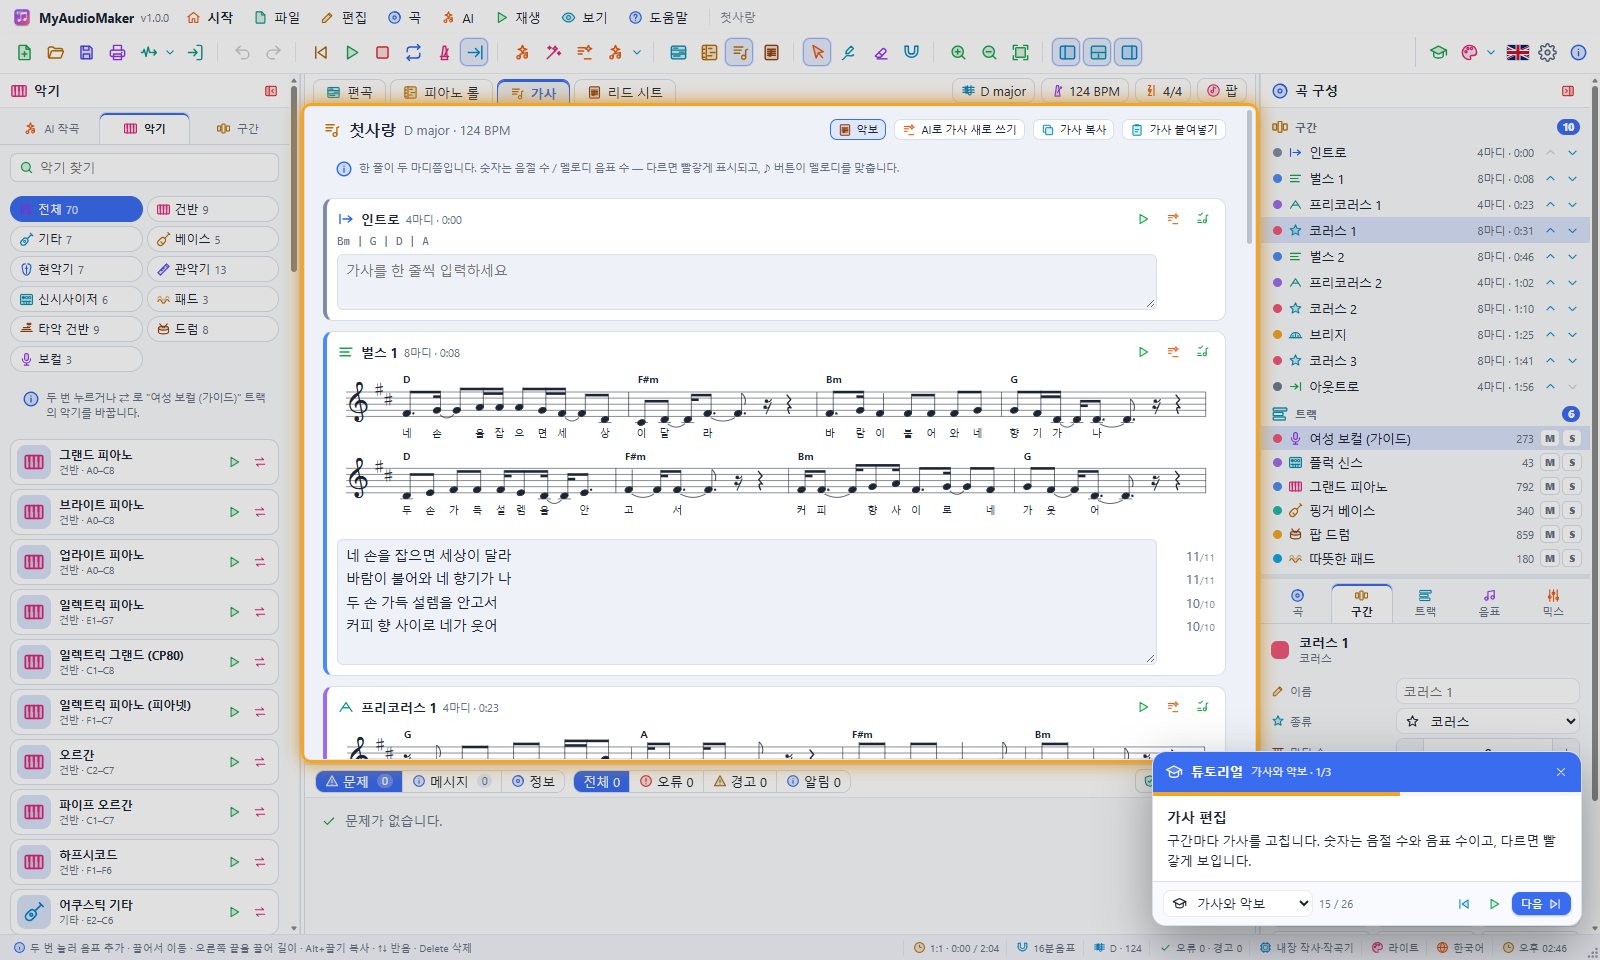 MyAudioMaker v1.0.0 시작 파일 편집 곡 AI 재생 보기 도움말 첫사랑
악기
AI 작곡 악기 구간
악기 찾기
전체 70 건반 9
기타 7 베이스 5
현악기 7 관악기 13
신시사이저 6 패드 3
타악 건반 9 드럼 8
보컬 3
두 번 누르거나 ⇄ 로 "여성 보컬 (가이드)" 트랙
의 악기를 바꿉니다.
그랜드 피아노
건반 · A0–C8
브라이트 피아노
건반 · A0–C8
업라이트 피아노
건반 · A0–C8
일렉트릭 피아노
건반 · E1–G7
일렉트릭 그랜드 (CP80)
건반 · C1–C8
일렉트릭 피아노 (피아넷)
건반 · F1–C7
오르간
건반 · C2–C7
파이프 오르간
건반 · C1–C7
하프시코드
건반 · F1–F6
어쿠스틱 기타
기타 · E2–C6
편곡 피아노 롤 가사 리드 시트 D major 124 BPM 4/4 팝
첫사랑 D major · 124 BPM 악보 AI로 가사 새로 쓰기 가사 복사 가사 붙여넣기
한 줄이 두 마디쯤입니다. 숫자는 음절 수 / 멜로디 음표 수 — 다르면 빨갛게 표시되고, ♪ 버튼이 멜로디를 맞춥니다.
인트로 4마디 · 0:00
Bm | G | D | A
가사를 한 줄씩 입력하세요
벌스 1 8마디 · 0:08
D F#m Bm G
네 손 을 잡 으 면 세 상 이 달 라 바 람 이 불 어 와 네 향 기 가 나
D F#m Bm G
두 손 가 득 설 렘 을 안 고 서 커 피 향 사 이 로 네 가 웃 어
네 손을 잡으면 세상이 달라 11/11
바람이 불어와 네 향기가 나 11/11
두 손 가득 설렘을 안고서 10/10
커피 향 사이로 네가 웃어 10/10
프리코러스 1 4마디 · 0:23
G A F#m Bm
문제 0 메시지 0 정보 전체 0 오류 0 경고 0 알림 0
문제가 없습니다.
곡 구성
구간 10
인트로 4마디 · 0:00
벌스 1 8마디 · 0:08
프리코러스 1 4마디 · 0:23
코러스 1 8마디 · 0:31
벌스 2 8마디 · 0:46
프리코러스 2 4마디 · 1:02
코러스 2 8마디 · 1:10
브리지 8마디 · 1:25
코러스 3 8마디 · 1:41
아웃트로 4마디 · 1:56
트랙 6
여성 보컬 (가이드) 273 M S
플럭 신스 43 M S
그랜드 피아노 792 M S
핑거 베이스 340 M S
팝 드럼 859 M S
따뜻한 패드 180 M S
곡 구간 트랙 음표 믹스
코러스 1
코러스
이름 코러스 1
종류 코러스
튜토리얼 가사와 악보 · 1/3
가사 편집
구간마다 가사를 고칩니다. 숫자는 음절 수와 음표 수이고, 다르면 빨
갛게 보입니다.
가사와 악보 15 / 26 다음
두 번 눌러 음표 추가 · 끌어서 이동 · 오른쪽 끝을 끌어 길이 · Alt+끌기 복사 · ↑↓ 반음 · Delete 삭제 1:1 · 0:00 / 2:04 16분음표 D · 124 오류 0 · 경고 0 내장 작사·작곡기 라이트 한국어 오후 02:46